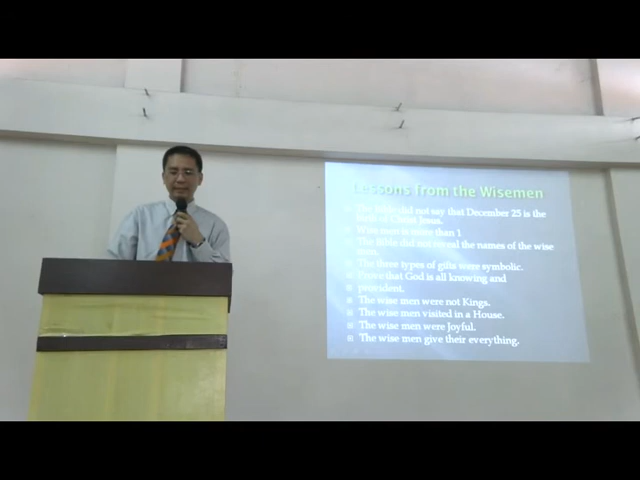 Lessons from the Wisemen
The Bible did not say that December 25 is the
birth of Christ Jesus.
Wise men is more than 1
The Bible did not reveal the names of the wise
men.
The three types of gifts were symbolic.
Prove that God is all knowing and
provident.
The wise men were not Kings.
The wise men visited in a House.
The wise men were Joyful.
The wise men give their everything.